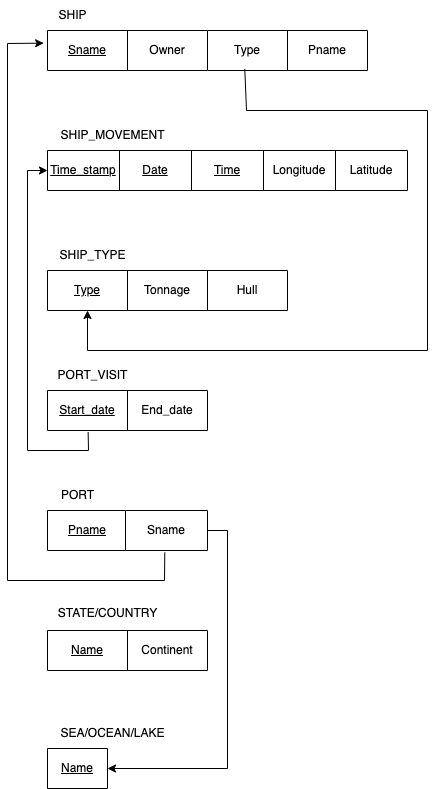 SHIP
Sname Owner Type Pname
SHIP_MOVEMENT
Time_stamp Date Time Longitude Latitude
SHIP_TYPE
Type Tonnage Hull
PORT_VISIT
Start_date End_date
PORT
Pname Sname
STATE/COUNTRY
Name Continent
SEA/OCEAN/LAKE
Name